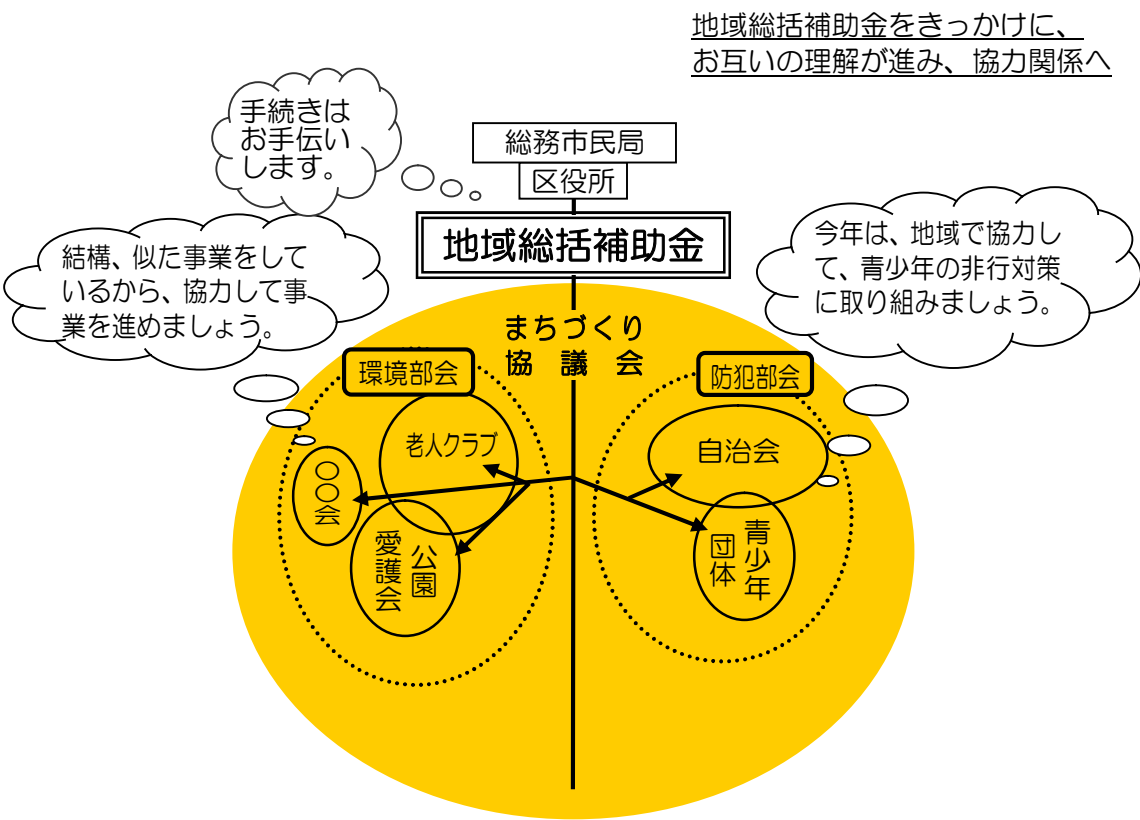 地域総括補助金をきっかけに、
お互いの理解が進み、協力関係へ
手続きは
お手伝い
します。
総務市民局
区役所
地域総括補助金
結構、似た事業をして
いるから、協力して事
業を進めましょう。
今年は、地域で協力し
て、青少年の非行対策
に取り組みましょう。
まちづくり
協議会
環境部会
防犯部会
老人クラブ
自治会
〇〇会
公園
愛護会
青少年
団体